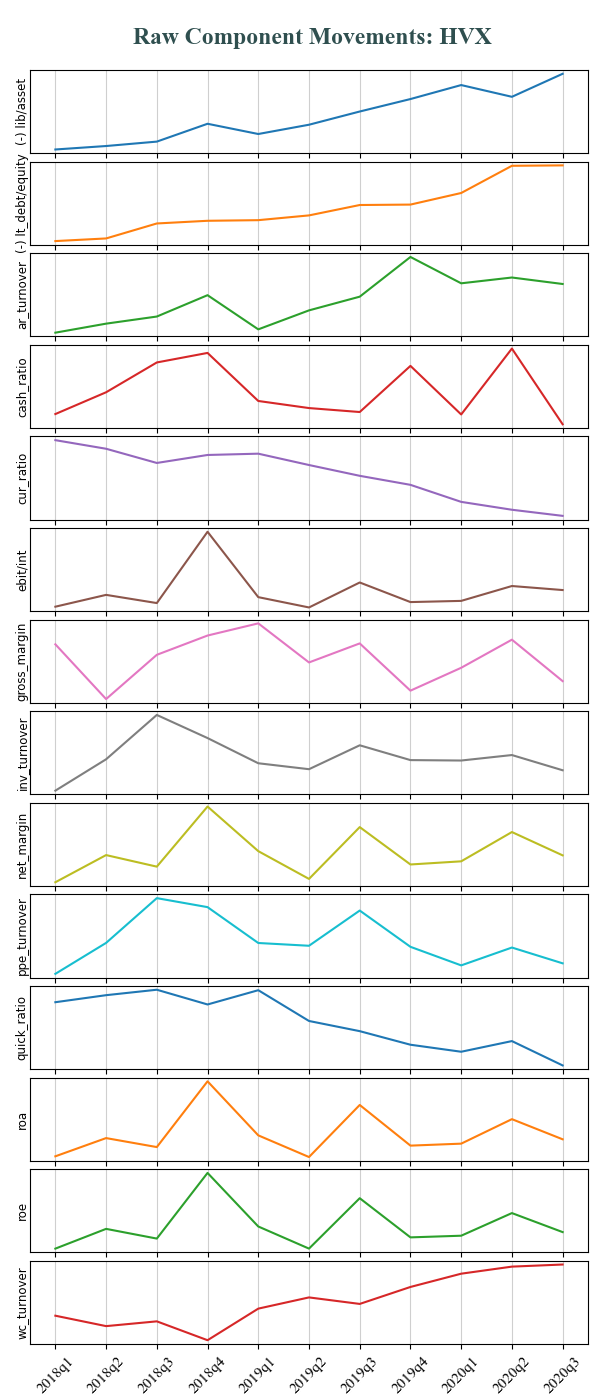 Raw Component Movements: HVX
(-) lib/asset
(-) lt_debt/equity
ar_turnover
cash_ratio
cur_ratio
ebit/int
gross_margin
inv_turnover
net_margin
ppe_turnover
quick_ratio
roa
roe
wc_turnover
2018q1 2018q2 2018q3 2018q4 2019q1 2019q2 2019q3 2019q4 2020q1 2020q2 2020q3